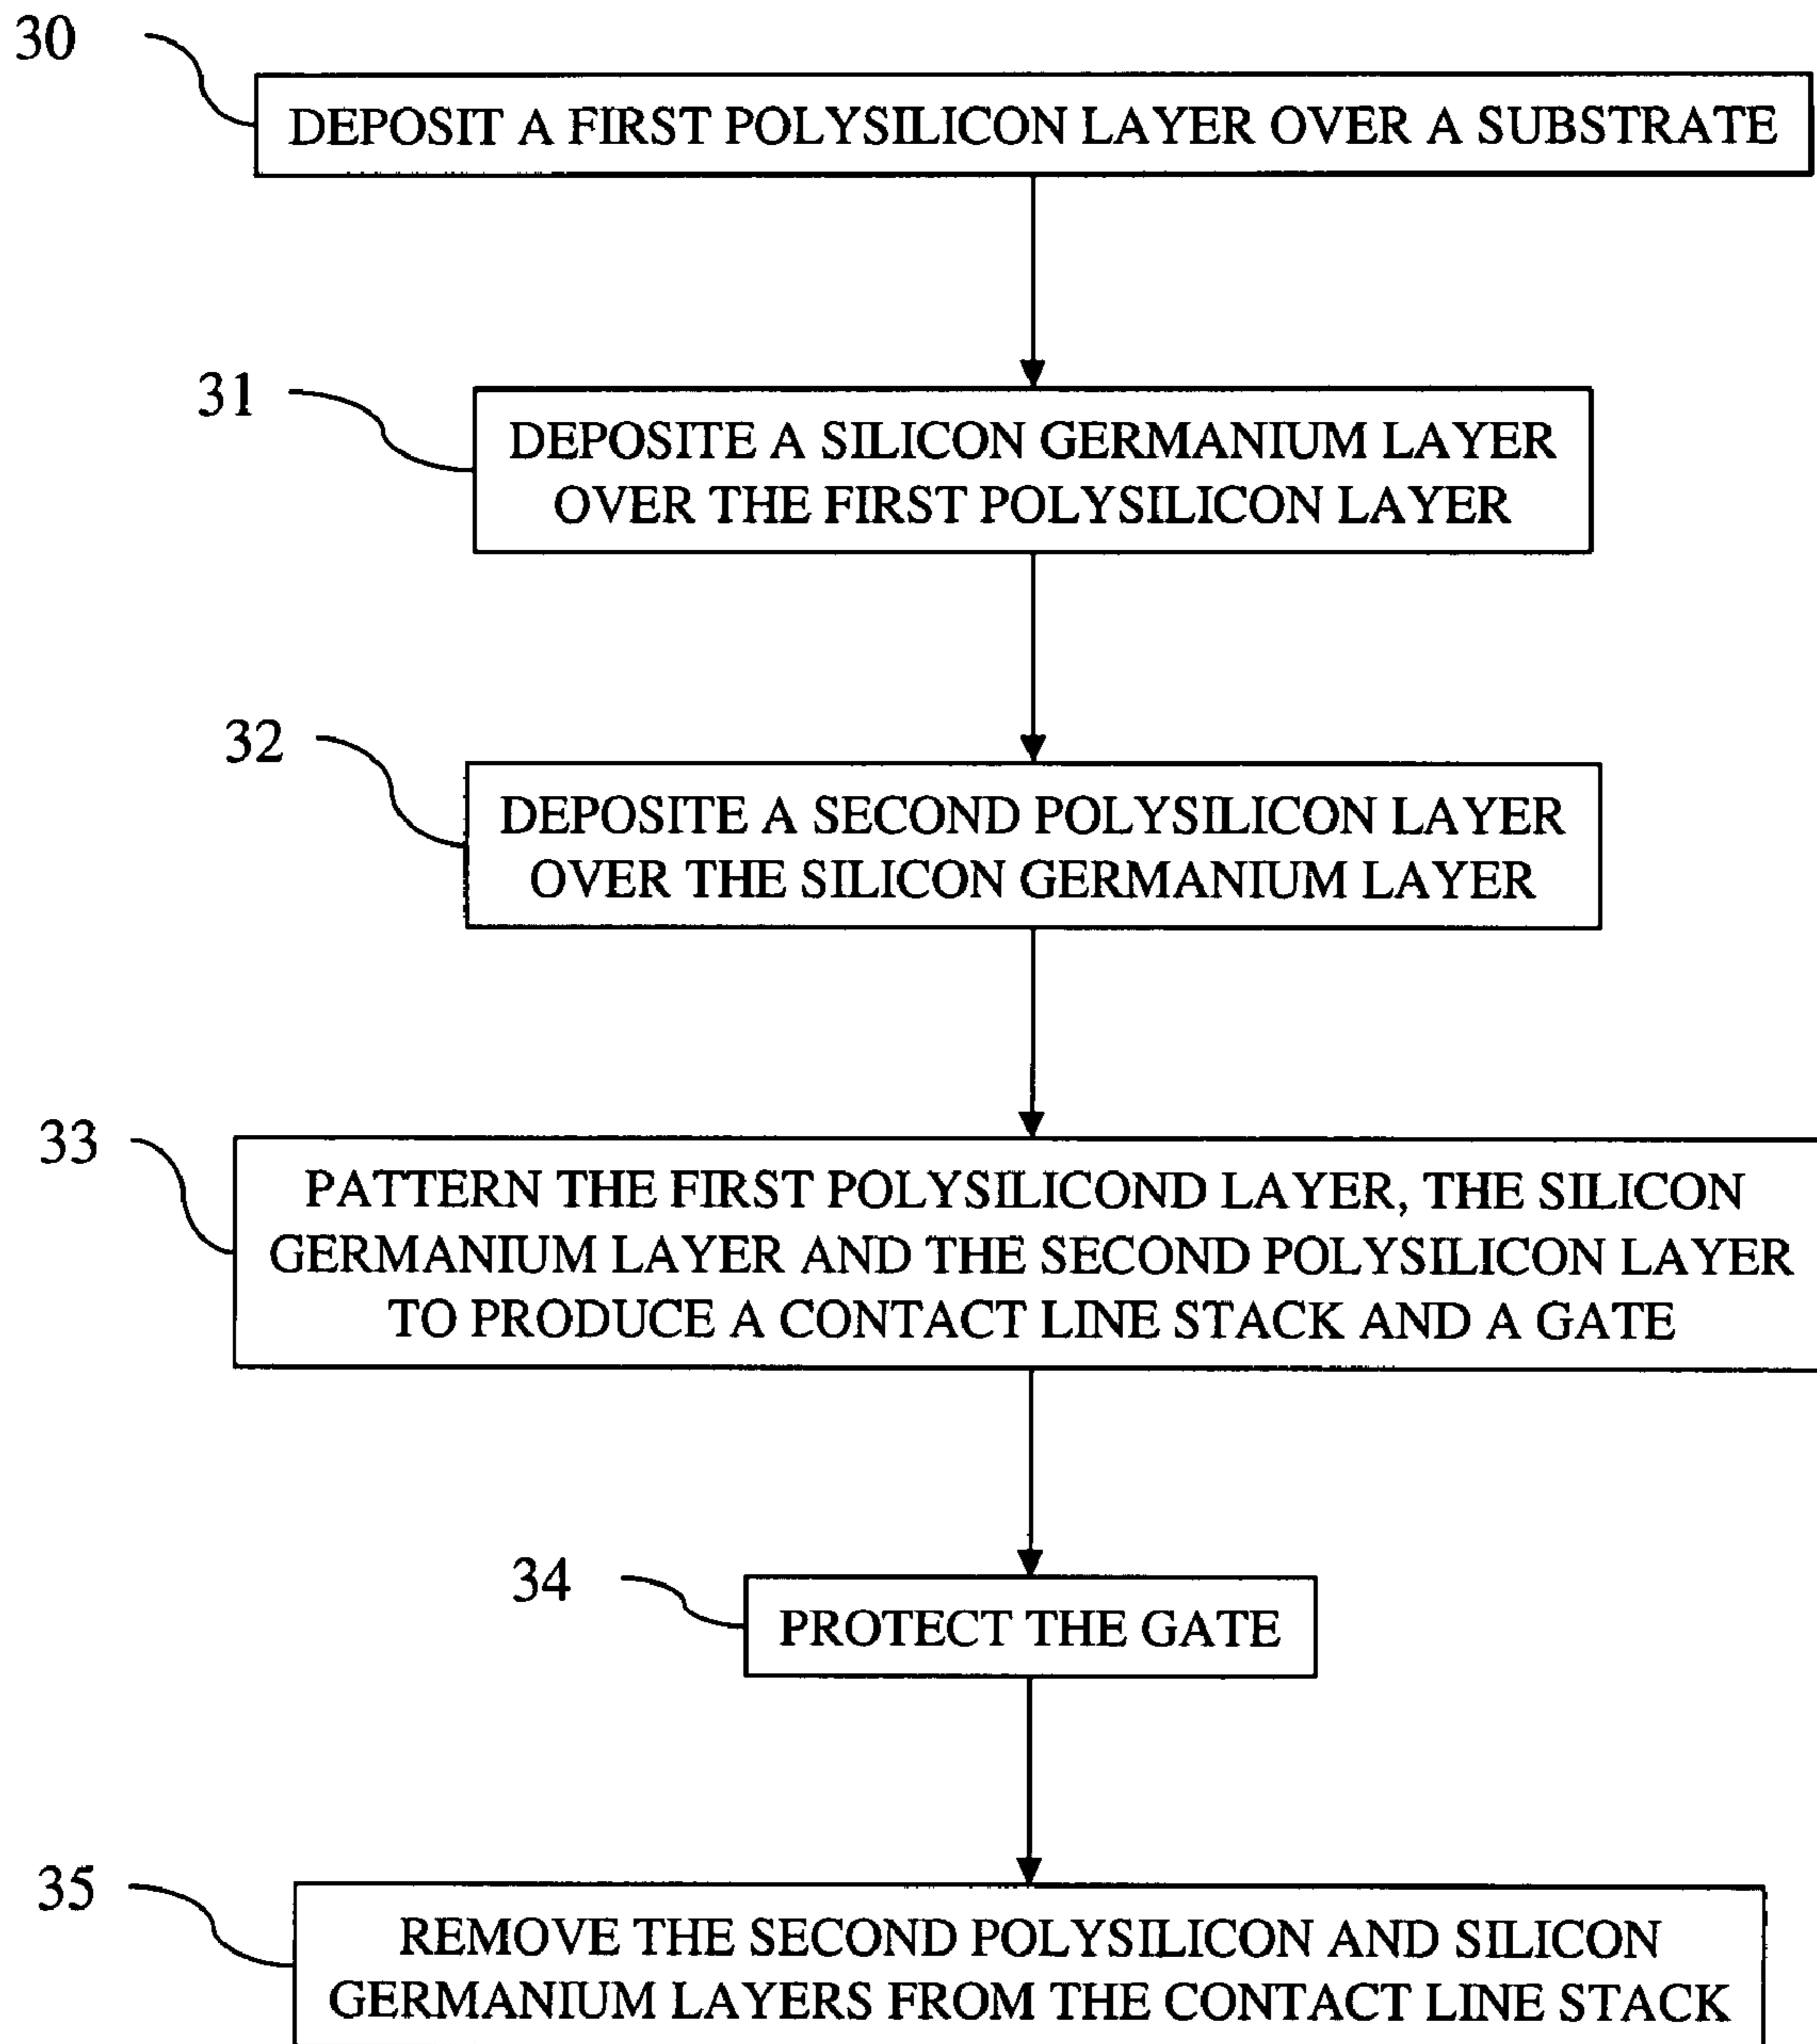 30
DEPOSIT A FIRST POLYSILICON LAYER OVER A SUBSTRATE
31
DEPOSITE A SILICON GERMANIUM LAYER
OVER THE FIRST POLYSILICON LAYER
32
DEPOSITE A SECOND POLYSILICON LAYER
OVER THE SILICON GERMANIUM LAYER
33
PATTERN THE FIRST POLYSILICOND LAYER, THE SILICON
GERMANIUM LAYER AND THE SECOND POLYSILICON LAYER
TO PRODUCE A CONTACT LINE STACK AND A GATE
34
PROTECT THE GATE
35
REMOVE THE SECOND POLYSILICON AND SILICON
GERMANIUM LAYERS FROM THE CONTACT LINE STACK